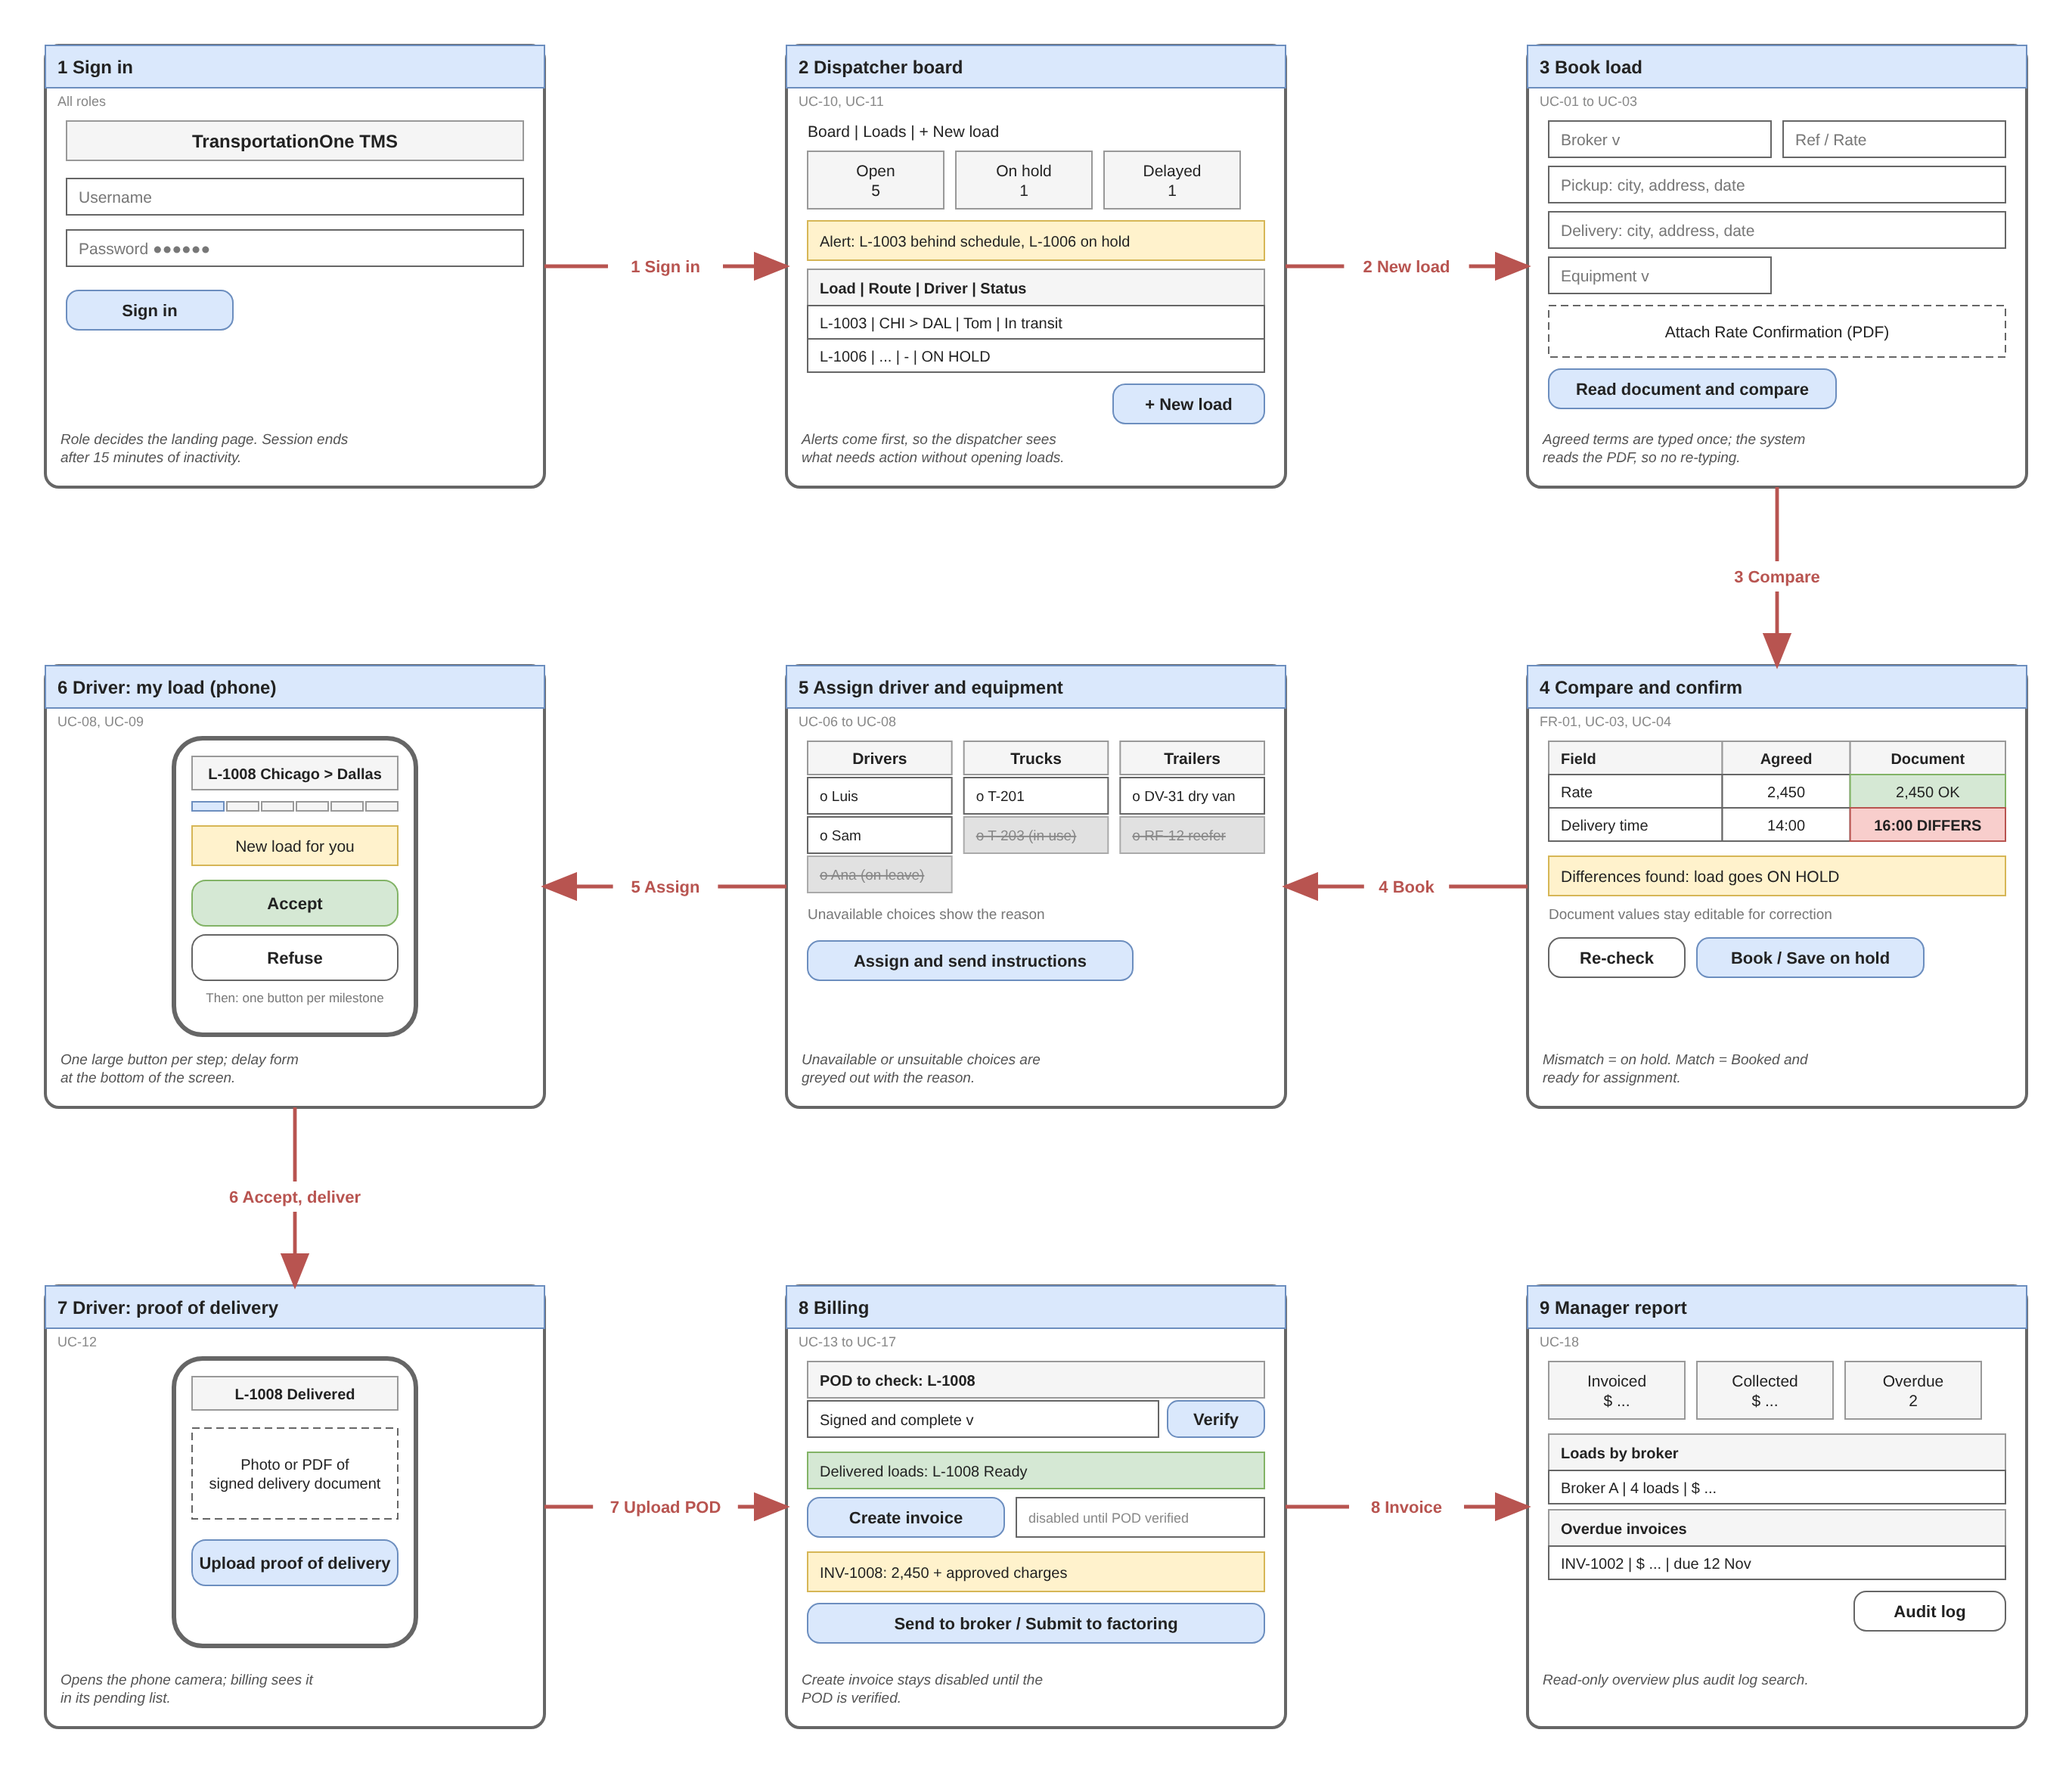 1 Sign in
All roles
TransportationOne TMS
Username
Password ●●●●●●
Sign in
Role decides the landing page. Session ends
after 15 minutes of inactivity.
1 Sign in
2 Dispatcher board
UC-10, UC-11
Board | Loads | + New load
Open
5
On hold
1
Delayed
1
Alert: L-1003 behind schedule, L-1006 on hold
Load | Route | Driver | Status
L-1003 | CHI > DAL | Tom | In transit
L-1006 | ... | - | ON HOLD
+ New load
Alerts come first, so the dispatcher sees
what needs action without opening loads.
2 New load
3 Book load
UC-01 to UC-03
Broker v
Ref / Rate
Pickup: city, address, date
Delivery: city, address, date
Equipment v
Attach Rate Confirmation (PDF)
Read document and compare
Agreed terms are typed once; the system
reads the PDF, so no re-typing.
3 Compare
4 Compare and confirm
FR-01, UC-03, UC-04
Field
Agreed
Document
Rate
2,450
2,450 OK
Delivery time
14:00
16:00 DIFFERS
Differences found: load goes ON HOLD
Document values stay editable for correction
Re-check
Book / Save on hold
Mismatch = on hold. Match = Booked and
ready for assignment.
4 Book
5 Assign driver and equipment
UC-06 to UC-08
Drivers
Trucks
Trailers
o Luis
o T-201
o DV-31 dry van
o Sam
o T-203 (in use)
o RF-12 reefer
o Ana (on leave)
Unavailable choices show the reason
Assign and send instructions
Unavailable or unsuitable choices are
greyed out with the reason.
5 Assign
6 Driver: my load (phone)
UC-08, UC-09
L-1008 Chicago > Dallas
New load for you
Accept
Refuse
Then: one button per milestone
One large button per step; delay form
at the bottom of the screen.
6 Accept, deliver
7 Driver: proof of delivery
UC-12
L-1008 Delivered
Photo or PDF of
signed delivery document
Upload proof of delivery
Opens the phone camera; billing sees it
in its pending list.
7 Upload POD
8 Billing
UC-13 to UC-17
POD to check: L-1008
Signed and complete v
Verify
Delivered loads: L-1008 Ready
Create invoice
disabled until POD verified
INV-1008: 2,450 + approved charges
Send to broker / Submit to factoring
Create invoice stays disabled until the
POD is verified.
8 Invoice
9 Manager report
UC-18
Invoiced
$ ...
Collected
$ ...
Overdue
2
Loads by broker
Broker A | 4 loads | $ ...
Overdue invoices
INV-1002 | $ ... | due 12 Nov
Audit log
Read-only overview plus audit log search.